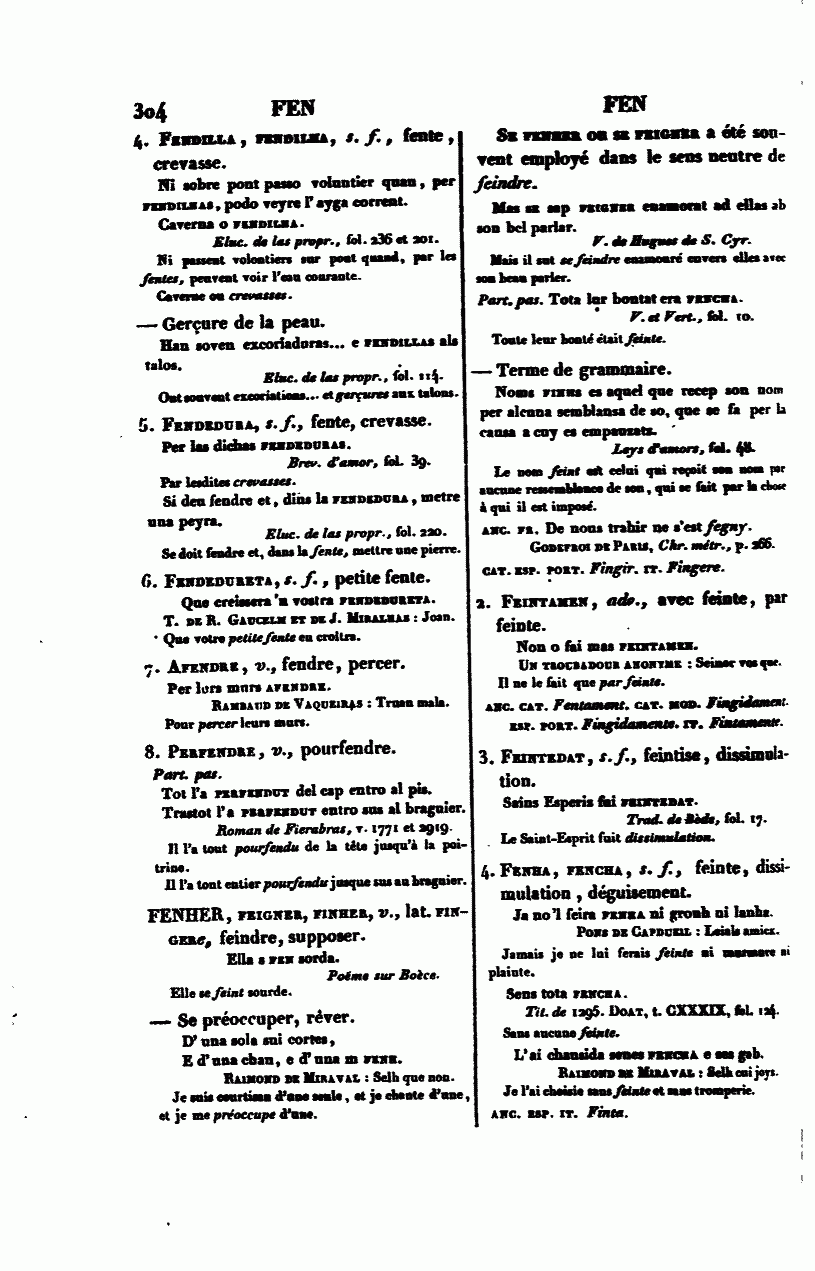 304 FEN
4. FENDILLA, FENDILHA, s. f., fente,
crevasse.
Ni sobre pont passo voluntier quan, per
FENDILHAS, podo veyre l'ayga corrent.
Caverna o FENDILHA.
Eluc. de las propr., fol. 236 et 201.
Ni passent volontiers sur pont quand, par les
fentes, peuvent voir l'eau courante.
Caverne ou crevasses.
— Gerçure de la peau.
Han soven excoriaduras... e FENDILLAS als
talos.
Eluc. de las propr., fol. 114.
Ont souvent excoriations... et gerçures aux talons.
5. FENDEDURA, s. f., fente, crevasse.
Per las dichas FENDEDURAS.
Brev. d'amor, fol. 39.
Par lesdites crevasses.
Si deu fendre et, dins la FENDEDURA, metre
una peyra.
Eluc. de las propr., fol. 220.
Se doit fendre et, dans la fente, mettre une pierre.
6. FENDEDURETA, s. f., petite fente.
Que creissera 'n vostra FENDEDURETA.
T. DE R. GAUCELM ET DE J. MIRALHAS : Joan.
Que votre petite fente en croîtra.
7. AFENDRE, v., fendre, percer.
Per lurs murs AFENDRE.
RAMBAUD DE VAQUEIRAS : Truan mala.
Pour percer leurs murs.
8. PERFENDRE, v., pourfendre.
Part. pas.
Tot l'a PERFENDUT del cap entro al pis.
Trastot l'a PERFENDUT entro sus al braguier.
Roman de Fierabras, v. 1771 et 2919.
Il l'a tout pourfendu de la tête jusqu'à la poi-
trine.
Il l'a tout entier pourfendu jusque sus au braguier.
FENHER, FEIGNER, FINHER, v., lat. FIN-
GERE, feindre, supposer.
Ella s FEN sorda.
Poëme sur Boèce.
Elle se feint sourde.
— Se préoccuper, rêver.
D'una sola sui cortes,
E d'una chan, e d'una m FENH.
RAIMOND DE MIRAVAL : Selh que non.
Je suis courtisan d'une seule, et je chante d'une,
et je me préoccupe d'une.
FEN
SE FENHER OU SE FEIGNER a été sou-
vent employé dans le sens neutre de
feindre.
Mas se sap FEIGNER enamorat ad ellas ab
son bel parlar.
V. de Hugues de S. Cyr.
Mais il sut se feindre enamouré envers elles avec
son beau parler.
Part. pas. Tota lur bontat era FENCHA.
V. et Vert., fol. 10.
Toute leur bonté était feinte.
— Terme de grammaire.
Noms FINHS es aquel que recep son nom
per alcuna semblansa de so, que se fa per la
causa a cuy es empauzats.
Leys d'amors, fol. 48.
Le nom feint est celui qui reçoit son nom par
aucune ressemblance de son, qui se fait par la chose
à qui il est imposé.
ANC. FR. De nous trahir ne s'est fegny.
GODEFROI DE PARIS, Chr. métr., p. 266.
CAT. ESP. PORT. Fingir. IT. Fingere.
2. FEINTAMEN, adv., avec feinte, par
feinte.
Non o fai mas FEINTAMEN.
UN TROUBADOUR ANONYME : Seinor vos que.
Il ne le fait que par feinte.
ANC. CAT. Fentament. CAT. MOD. Fingidament.
ESP. PORT. Fingidamente. IT. Fintamente.
3. FEINTEDAT, s. f., feintise, dissimula-
tion.
Sains Esperis fui FEINTEDAT.
Trad. de Bède, fol. 17.
Le Saint-Esprit fuit dissimulation.
4. FENHA, FENCHA, s. f., feinte, dissi-
mulation, déguisement.
Ja no 'l feira FENHA ni gronh ni lanha.
PONS DE CAPDUEIL : Leials amicx.
Jamais je ne lui ferais feinte ni murmure ni
plainte.
Sens tota FENCHA.
Tit. de 1295. DOAT, t. CXXXIX, fol. 124.
Sans aucune feinte.
L'ai chausida senes FENCHA e ses gab.
RAIMOND DE MIRAVAL : Selh cui joys.
Je l'ai choisie sans feinte et sans tromperie.
ANC. ESP. IT. Finta.